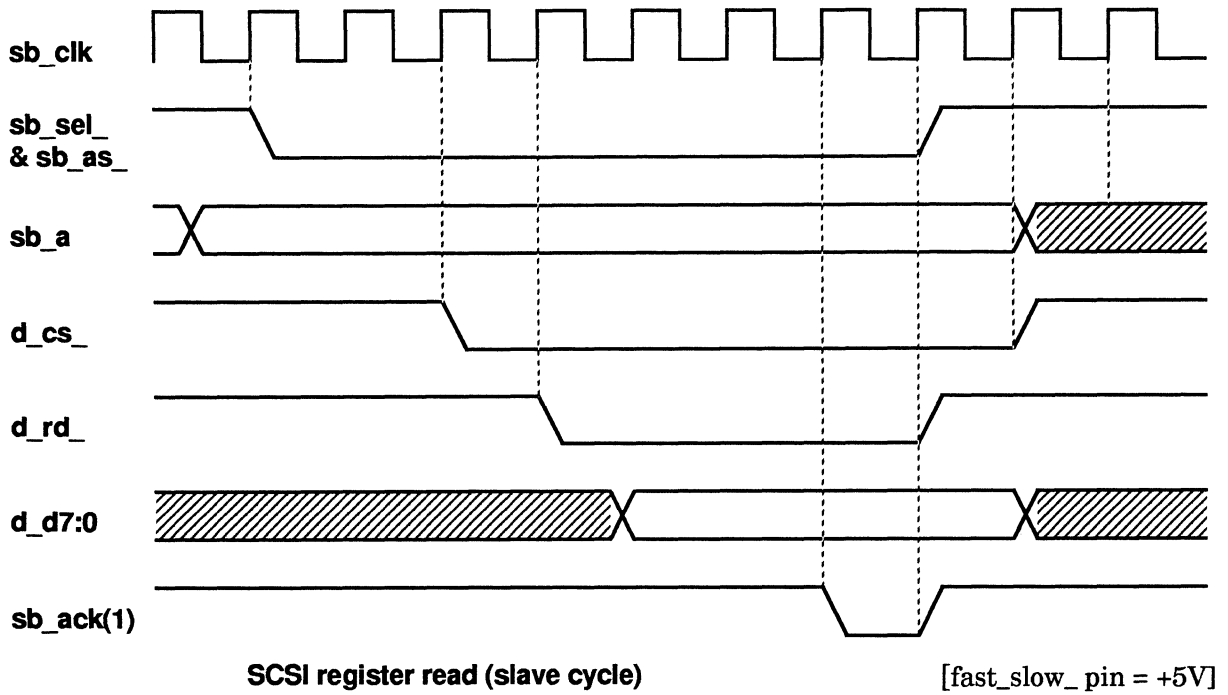 sb_clk
sb_sel_
& sb_as_
sb_a
d_cs_
d_rd_
d_d7:0
sb_ack(1)
SCSI register read (slave cycle)
[fast_slow_ pin = +5V]